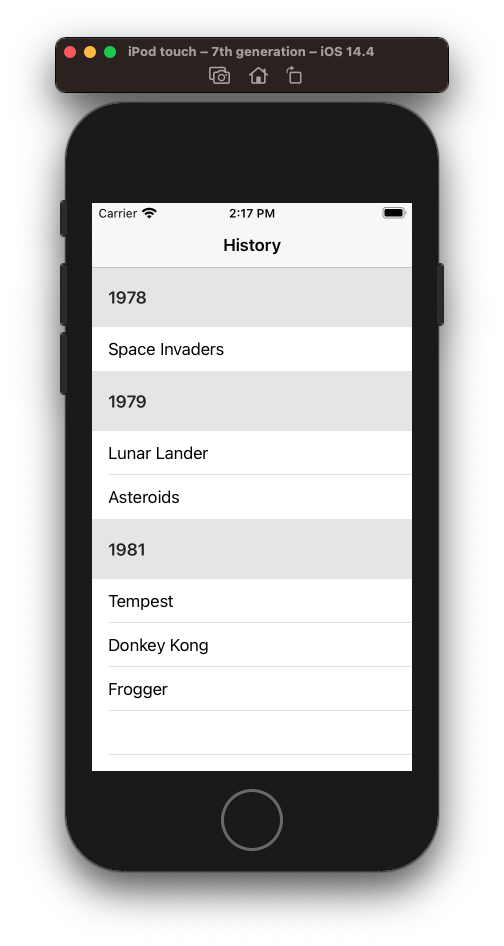 iPod touch – 7th generation – iOS 14.4
Carrier 2:17 PM
History
1978
Space Invaders
1979
Lunar Lander
Asteroids
1981
Tempest
Donkey Kong
Frogger